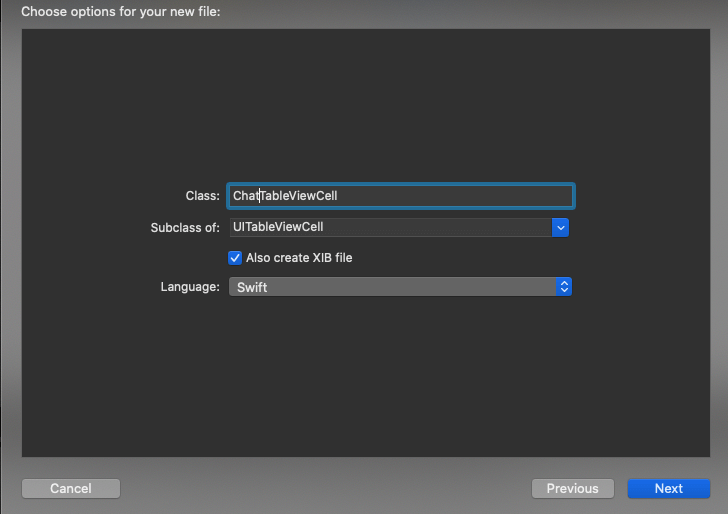 Choose options for your new file:
Class: ChatTableViewCell
Subclass of: UITableViewCell
Also create XIB file
Language: Swift
Cancel Previous Next